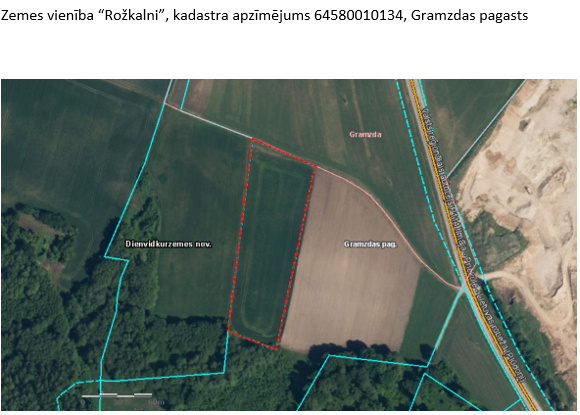 Zemes vienība “Rožkalni”, kadastra apzīmējums 64580010134, Gramzdas pagasts
Gramzda
Dienvidkurzemes nov.
Gramzdas pag.